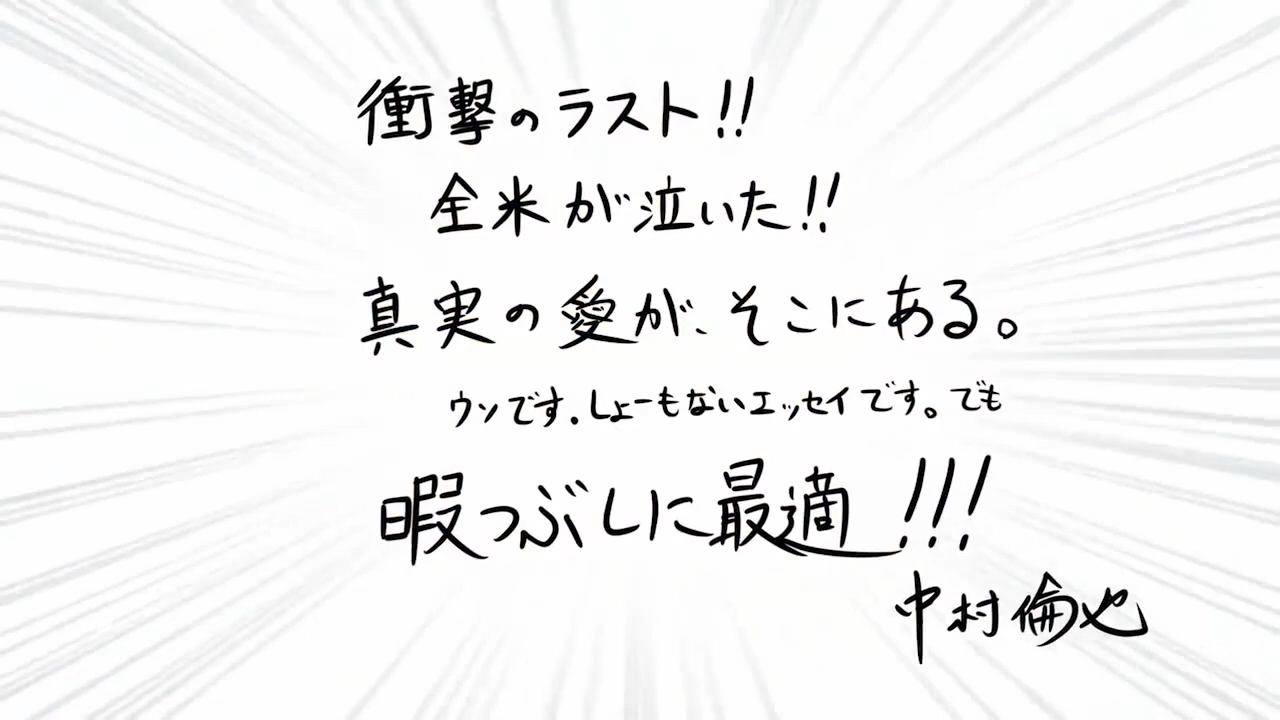 衝撃のラスト!!
全米が泣いた!!
真実の愛が、そこにある。
ウソです.しょーもないエッセイです。でも
暇つぶしに最適!!!
中村倫也